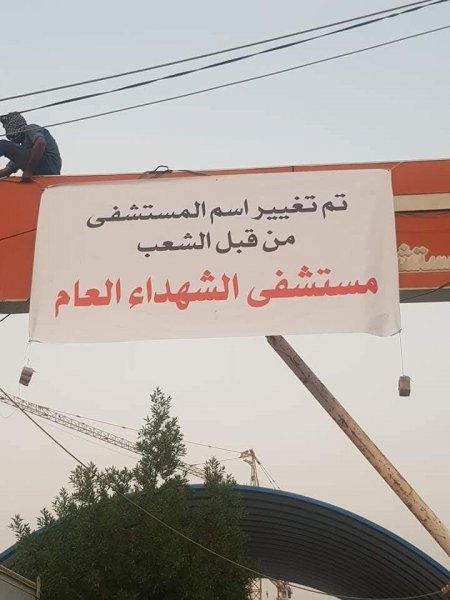 تم تغيير اسم المستشفى
من قبل الشعب
مستشفى الشهداء العام